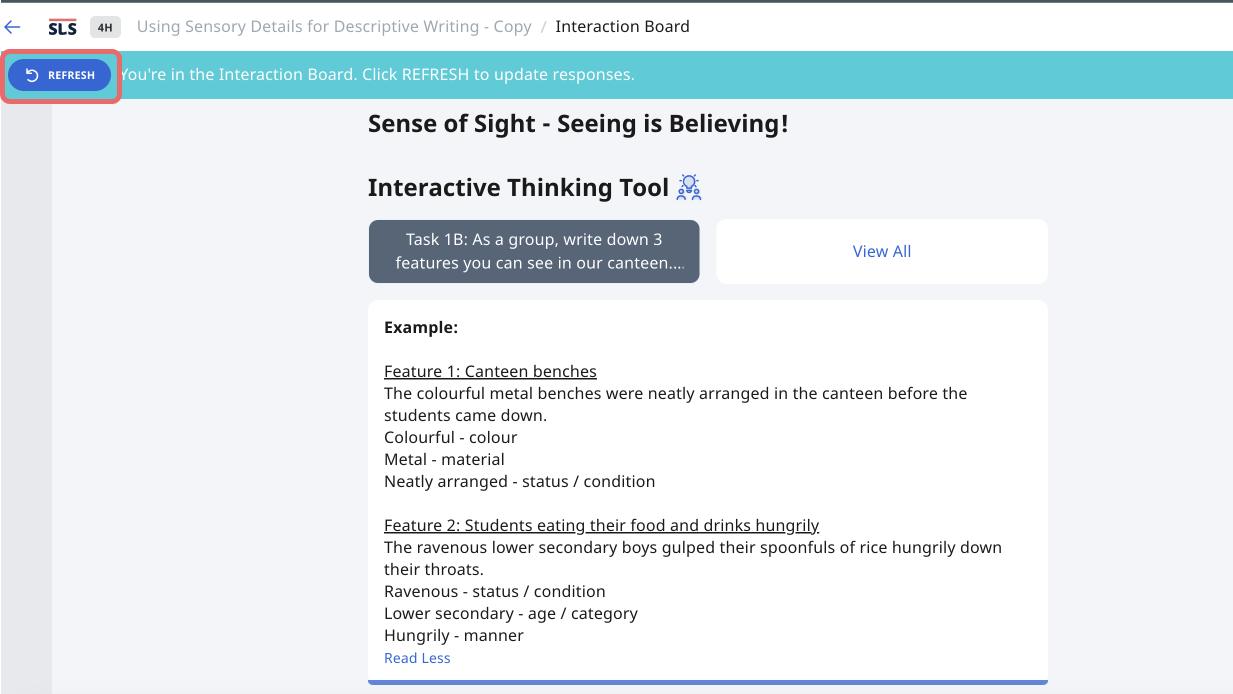 SLS 4H Using Sensory Details for Descriptive Writing - Copy / Interaction Board
REFRESH You're in the Interaction Board. Click REFRESH to update responses.
Sense of Sight - Seeing is Believing!
Interactive Thinking Tool
Task 1B: As a group, write down 3
features you can see in our canteen....
View All
Example:
Feature 1: Canteen benches
The colourful metal benches were neatly arranged in the canteen before the
students came down.
Colourful - colour
Metal - material
Neatly arranged - status / condition
Feature 2: Students eating their food and drinks hungrily
The ravenous lower secondary boys gulped their spoonfuls of rice hungrily down
their throats.
Ravenous - status / condition
Lower secondary - age / category
Hungrily - manner
Read Less